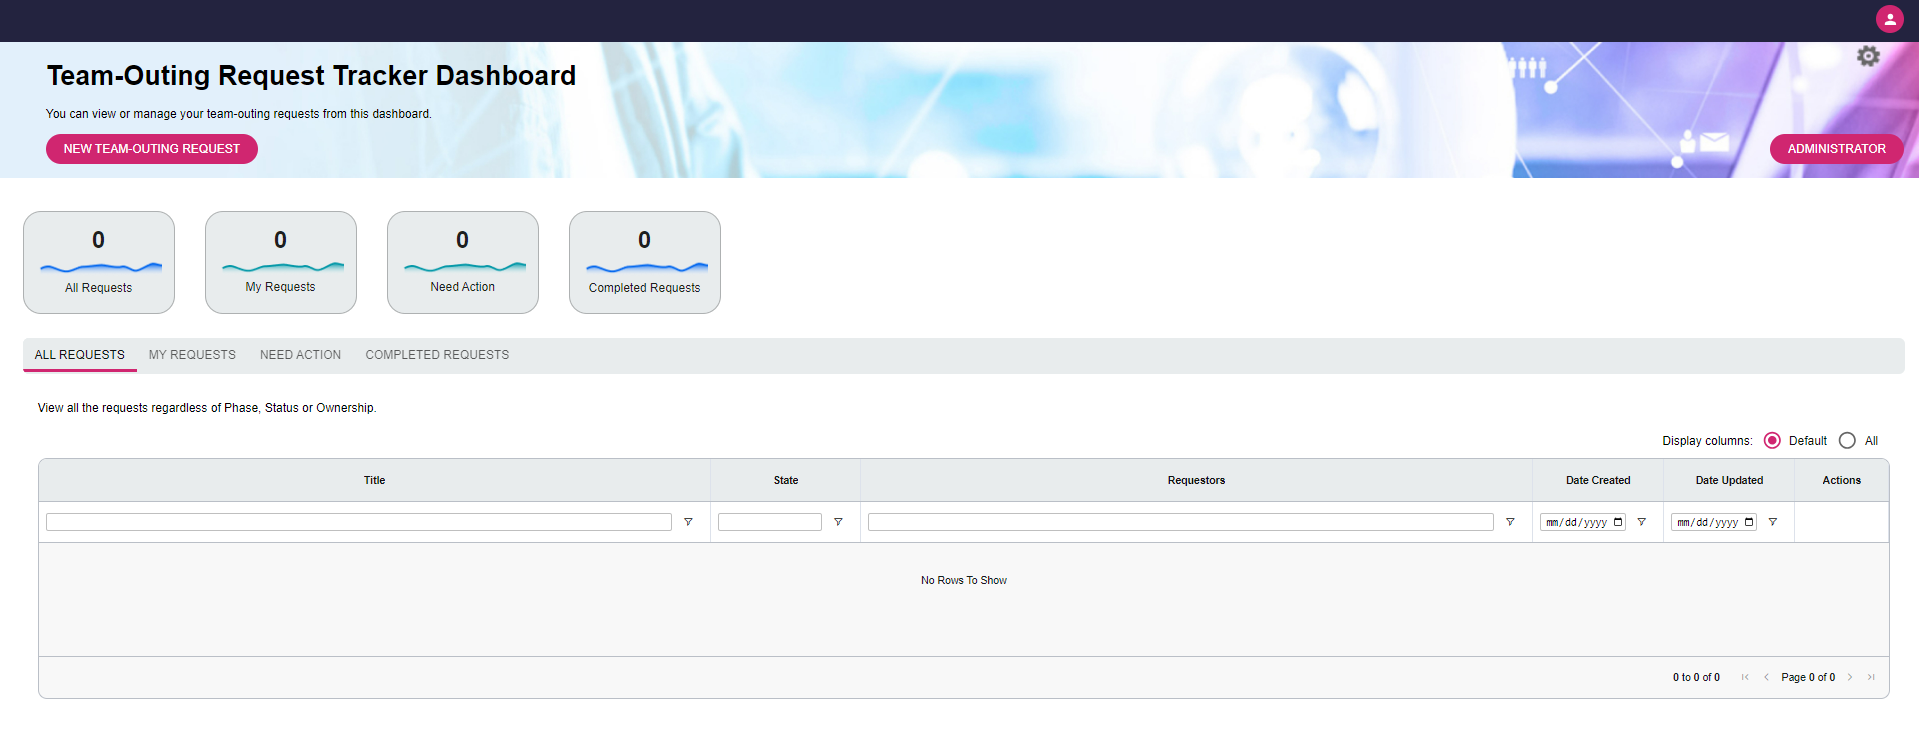 Team-Outing Request Tracker Dashboard
You can view or manage your team-outing requests from this dashboard.
NEW TEAM-OUTING REQUEST
ADMINISTRATOR
0
All Requests
0
My Requests
0
Need Action
0
Completed Requests
ALL REQUESTS MY REQUESTS NEED ACTION COMPLETED REQUESTS
View all the requests regardless of Phase, Status or Ownership.
Display columns: Default All
Title State Requestors Date Created Date Updated Actions
mm/dd/yyyy mm/dd/yyyy
No Rows To Show
0 to 0 of 0 Page 0 of 0